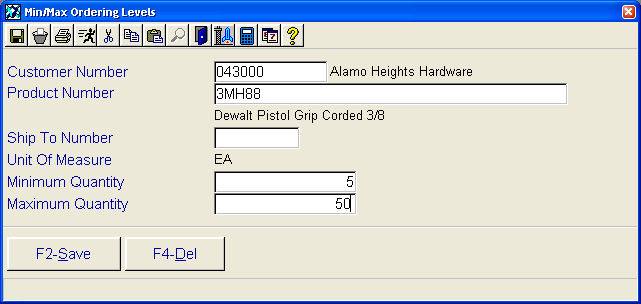 Min/Max Ordering Levels
Customer Number 043000 Alamo Heights Hardware
Product Number 3MH88
Dewalt Pistol Grip Corded 3/8
Ship To Number
Unit Of Measure EA
Minimum Quantity 5
Maximum Quantity 50
F2-Save F4-Del